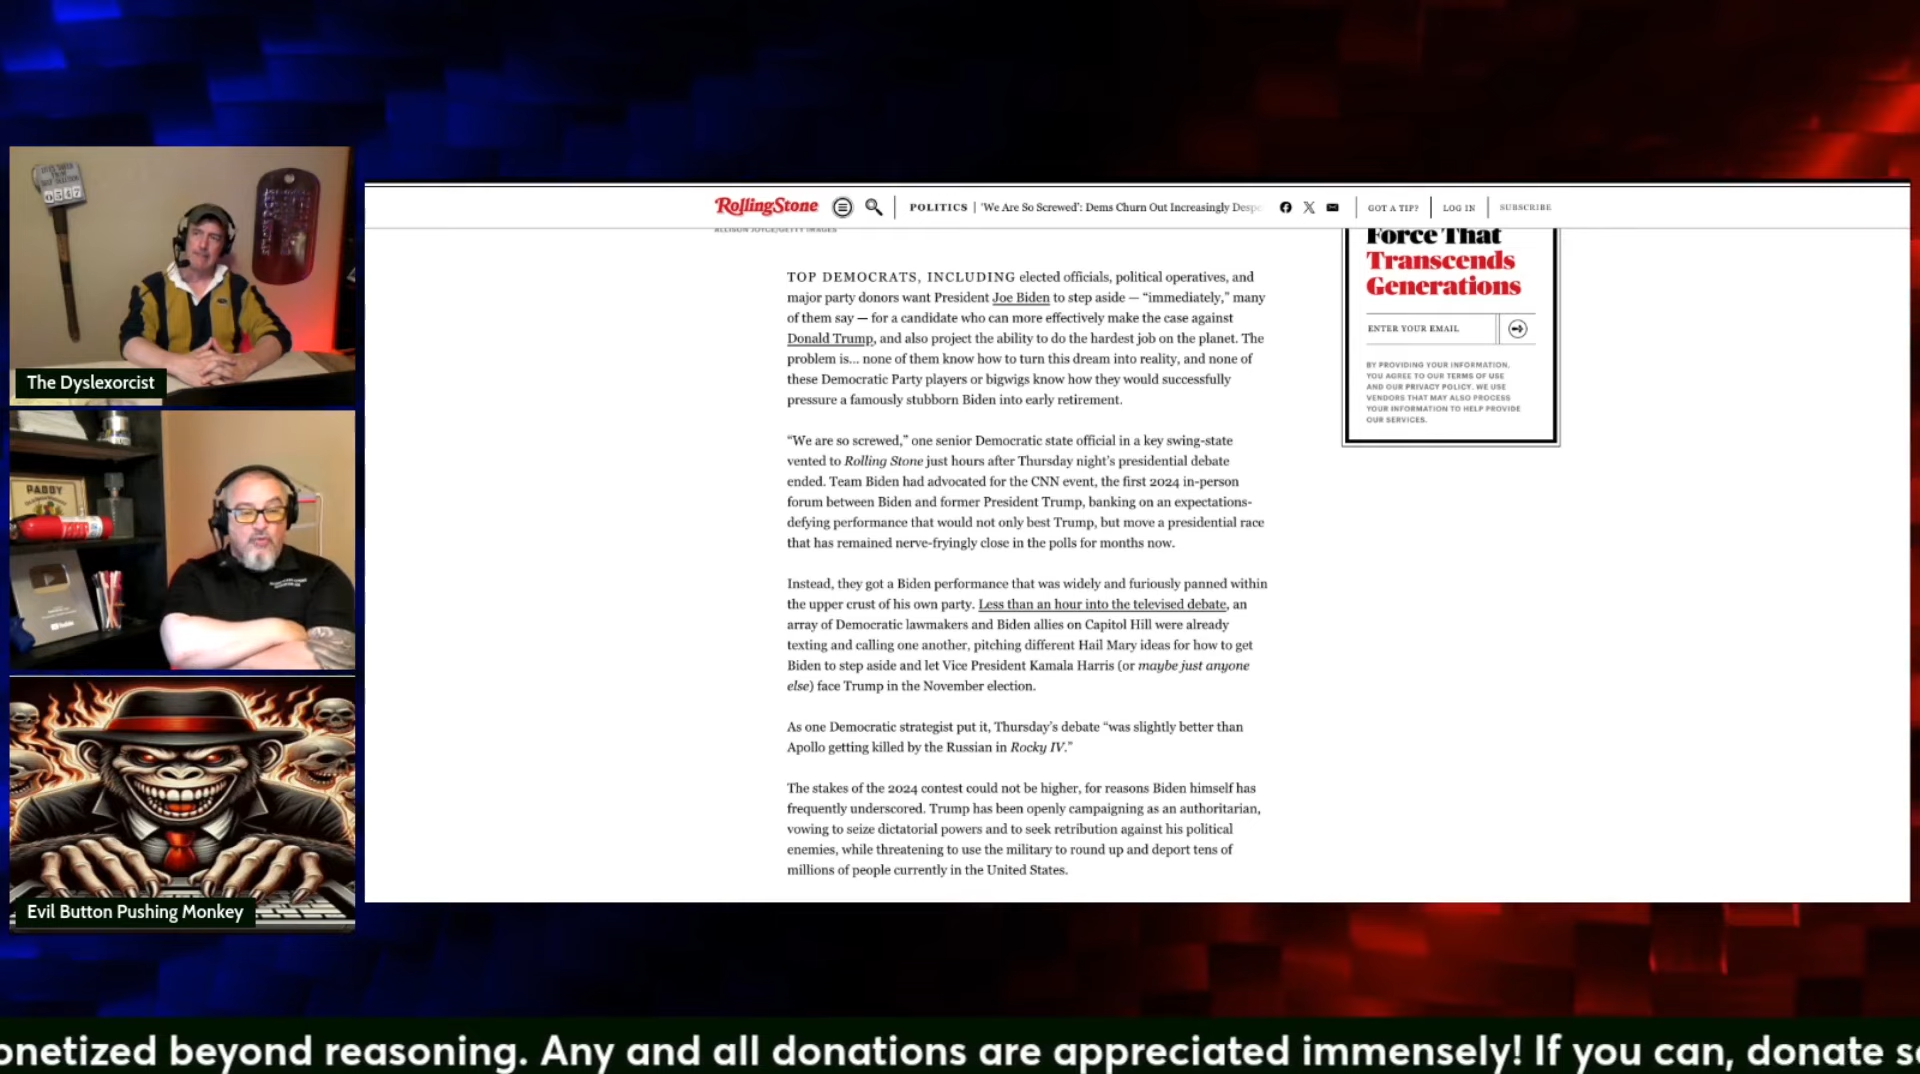 The Dyslexorcist
0547
PABBY
YouTube
Evil Button Pushing Monkey
RollingStone
POLITICS | 'We Are So Screwed': Dems Churn Out Increasingly
GOT A TIP?
LOG IN
SUBSCRIBE
ALLISON JOYCE/GETTY IMAGES
TOP DEMOCRATS, INCLUDING elected officials, political operatives, and
major party donors want President Joe Biden to step aside — “immediately,” many
of them say — for a candidate who can more effectively make the case against
Donald Trump, and also project the ability to do the hardest job on the planet. The
problem is... none of them know how to turn this dream into reality, and none of
these Democratic Party players or bigwigs know how they would successfully
pressure a famously stubborn Biden into early retirement.
“We are so screwed,” one senior Democratic state official in a key swing-state
vented to Rolling Stone just hours after Thursday night’s presidential debate
ended. Team Biden had advocated for the CNN event, the first 2024 in-person
forum between Biden and former President Trump, banking on an expectations-
defying performance that would not only best Trump, but move a presidential race
that has remained nerve-fryingly close in the polls for months now.
Instead, they got a Biden performance that was widely and furiously panned within
the upper crust of his own party. Less than an hour into the televised debate, an
array of Democratic lawmakers and Biden allies on Capitol Hill were already
texting and calling one another, pitching different Hail Mary ideas for how to get
Biden to step aside and let Vice President Kamala Harris (or maybe just anyone
else) face Trump in the November election.
As one Democratic strategist put it, Thursday’s debate “was slightly better than
Apollo getting killed by the Russian in Rocky IV.”
The stakes of the 2024 contest could not be higher, for reasons Biden himself has
frequently underscored. Trump has been openly campaigning as an authoritarian,
vowing to seize dictatorial powers and to seek retribution against his political
enemies, while threatening to use the military to round up and deport tens of
millions of people currently in the United States.
Force That
Transcends
Generations
ENTER YOUR EMAIL
BY PROVIDING YOUR INFORMATION,
YOU AGREE TO OUR TERMS OF USE
AND OUR PRIVACY POLICY. WE USE
VENDORS THAT MAY ALSO PROCESS
YOUR INFORMATION TO HELP PROVIDE
OUR SERVICES.
onetized beyond reasoning. Any and all donations are appreciated immensely! If you can, donate